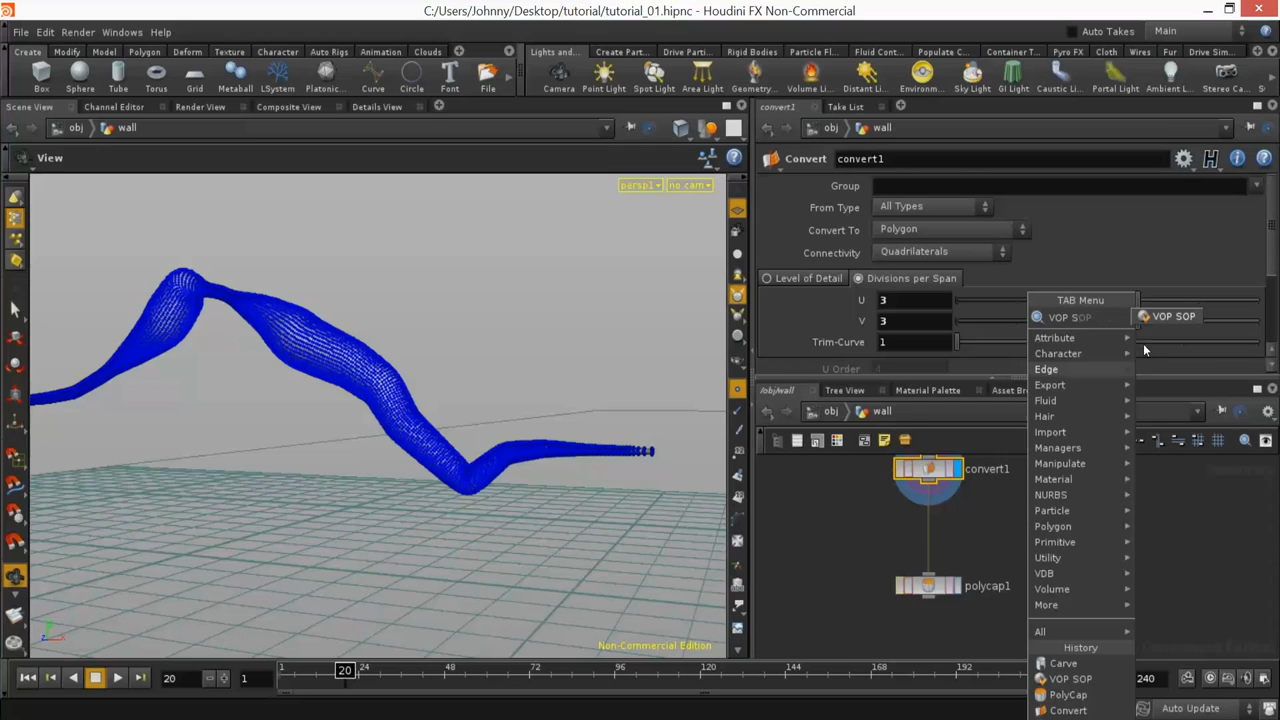 C:/Users/Johnny/Desktop/tutorial/tutorial_01.hipnc - Houdini FX Non-Commercial
File Edit Render Windows Help
Auto Takes Main
Create Modify Model Polygon Deform Texture Character Auto Rigs Animation Clouds
Lights and... Create Part... Drive Parti... Rigid Bodies Particle Fl... Fluid Cont... Populate C... Container T... Pyro FX Cloth Wires Fur Drive Sim...
Box Sphere Tube Torus Grid Metaball LSystem Platonic... Curve Circle Font File
Camera Point Light Spot Light Area Light Geometry... Volume Li... Distant Li... Environm... Sky Light GI Light Caustic Li... Portal Light Ambient L... Stereo Ca...
Scene View Channel Editor Render View Composite View Details View
convert1 Take List
obj wall
obj wall
View
Convert convert1
persp1 no cam
Group
From Type All Types
Convert To Polygon
Connectivity Quadrilaterals
Level of Detail Divisions per Span
U 3
V 3
Trim-Curve 1
U Order 4
TAB Menu
VOP SOP
VOP SOP
Attribute
Character
Edge
Export
Fluid
Hair
Import
Managers
Manipulate
Material
NURBS
Particle
Polygon
Primitive
Utility
VDB
Volume
More
All
History
Carve
VOP SOP
PolyCap
Convert
/obj/wall Tree View Material Palette Asset Bro
obj wall
convert1
polycap1
Non-Commercial Edition
20 1
1 20 24 48 72 96 120 144 168 192
240
Auto Update